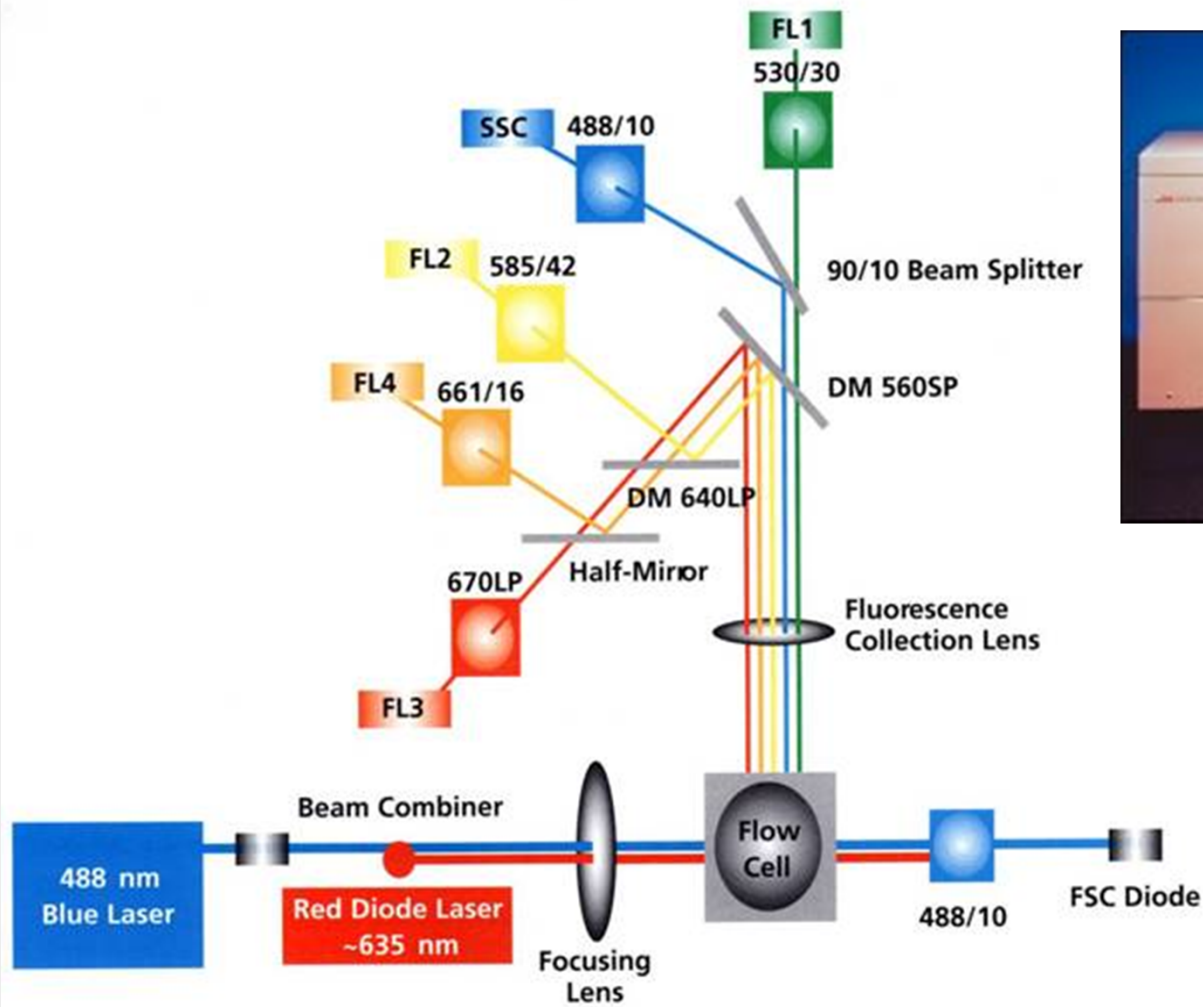 FL1
530/30
SSC
488/10
90/10 Beam Splitter
FL2
585/42
DM 560SP
FL4
661/16
DM 640LP
Half-Mirror
670LP
Fluorescence
Collection Lens
FL3
Beam Combiner
488 nm
Blue Laser
Red Diode Laser
~635 nm
Focusing
Lens
Flow
Cell
488/10
FSC Diode